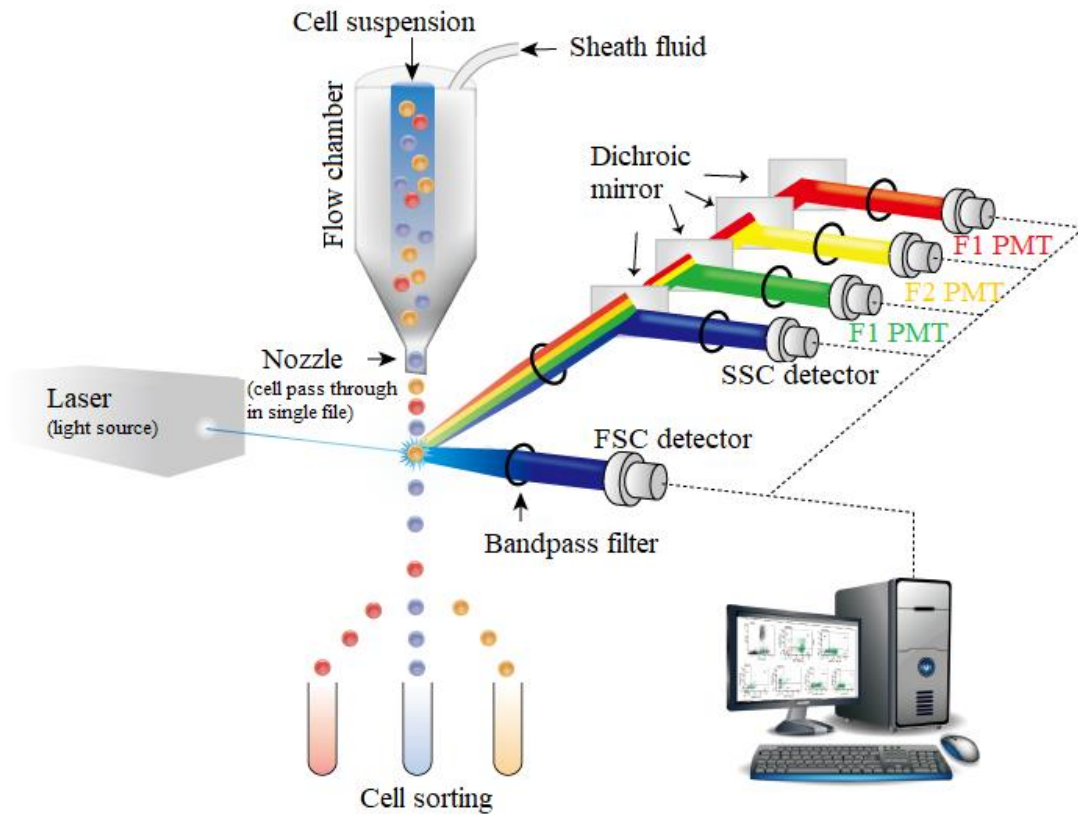 Cell suspension
Sheath fluid
Flow chamber
Dichroic
mirror
F1 PMT
F2 PMT
F1 PMT
SSC detector
Nozzle
(cell pass through
in single file)
Laser
(light source)
FSC detector
Bandpass filter
Cell sorting